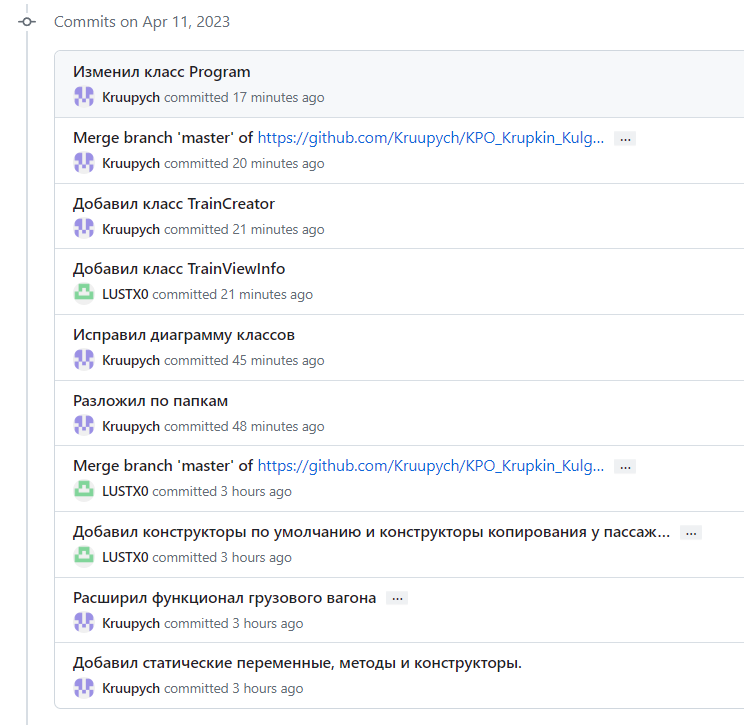 Commits on Apr 11, 2023
Изменил класс Program
Kruupych committed 17 minutes ago
Merge branch 'master' of https://github.com/Kruupych/KPO_Krupkin_Kulg... ...
Kruupych committed 20 minutes ago
Добавил класс TrainCreator
Kruupych committed 21 minutes ago
Добавил класс TrainViewInfo
LUSTX0 committed 21 minutes ago
Исправил диаграмму классов
Kruupych committed 45 minutes ago
Разложил по папкам
Kruupych committed 48 minutes ago
Merge branch 'master' of https://github.com/Kruupych/KPO_Krupkin_Kulg... ...
LUSTX0 committed 3 hours ago
Добавил конструкторы по умолчанию и конструкторы копирования у пассаж... ...
LUSTX0 committed 3 hours ago
Расширил функционал грузового вагона ...
Kruupych committed 3 hours ago
Добавил статические переменные, методы и конструкторы.
Kruupych committed 3 hours ago